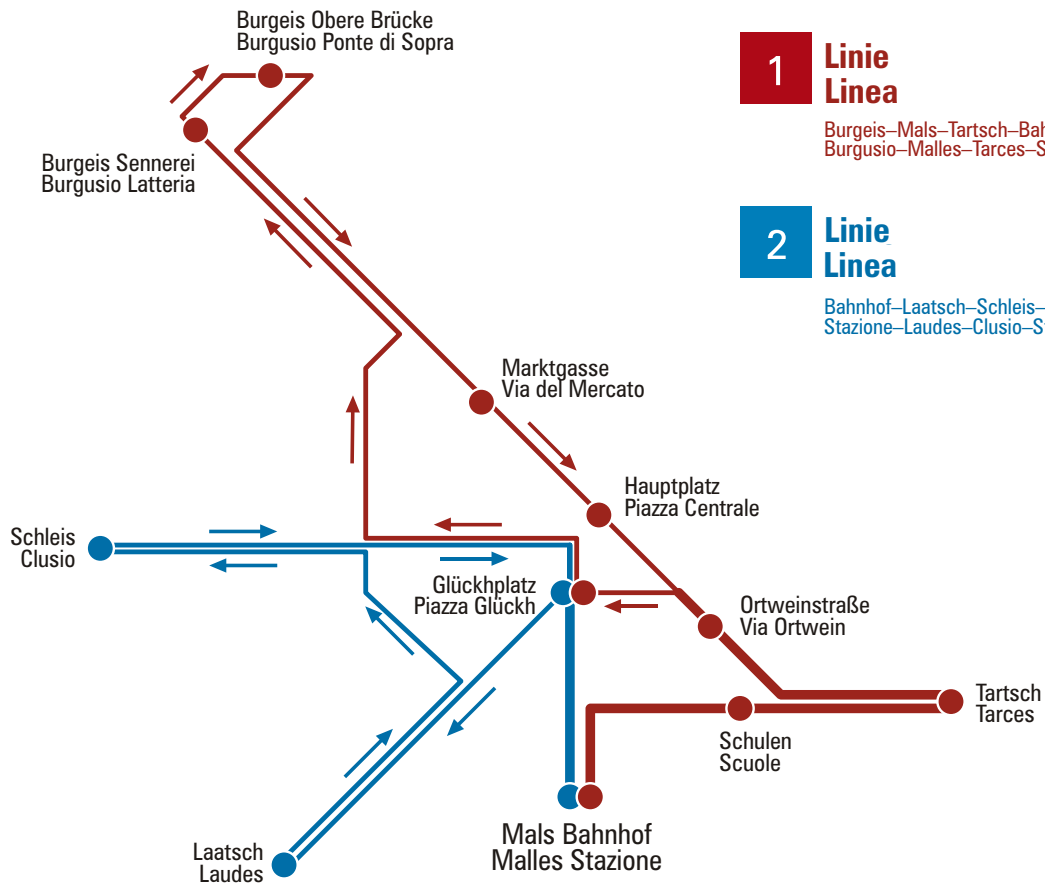 Burgeis Obere Brücke
Burgusio Ponte di Sopra
1
Linie
Linea
Burgeis–Mals–Tartsch–
Burgusio–Malles–Tarces–
Burgeis Sennerei
Burgusio Latteria
2
Linie
Linea
Bahnhof–Laatsch–Schleis–
Stazione–Laudes–Clusio–
Marktgasse
Via del Mercato
Hauptplatz
Piazza Centrale
Schleis
Clusio
Glückhplatz
Piazza Glückh
Ortweinstraße
Via Ortwein
Tartsch
Tarces
Schulen
Scuole
Mals Bahnhof
Malles Stazione
Laatsch
Laudes